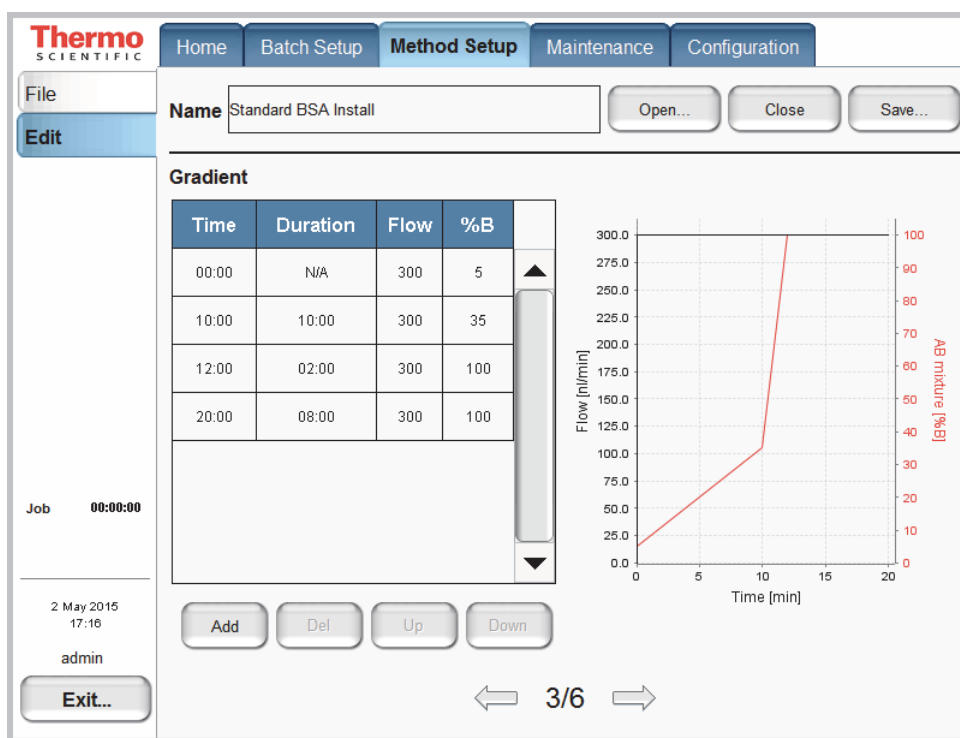 Thermo
SCIENTIFIC
Home Batch Setup Method Setup Maintenance Configuration
File
Edit
Name Standard BSA Install Open... Close Save...
Gradient
Time Duration Flow %B
00:00 N/A 300 5
10:00 10:00 300 35
12:00 02:00 300 100
20:00 08:00 300 100
Flow [nl/min]
300.0
275.0
250.0
225.0
200.0
175.0
150.0
125.0
100.0
75.0
50.0
25.0
0.0
100
90
80
70
60
50
40
30
20
10
0
AB mixture [%B]
0 5 10 15 20
Time [min]
Job 00:00:00
2 May 2015
17:16
admin
Exit...
Add Del Up Down
3/6